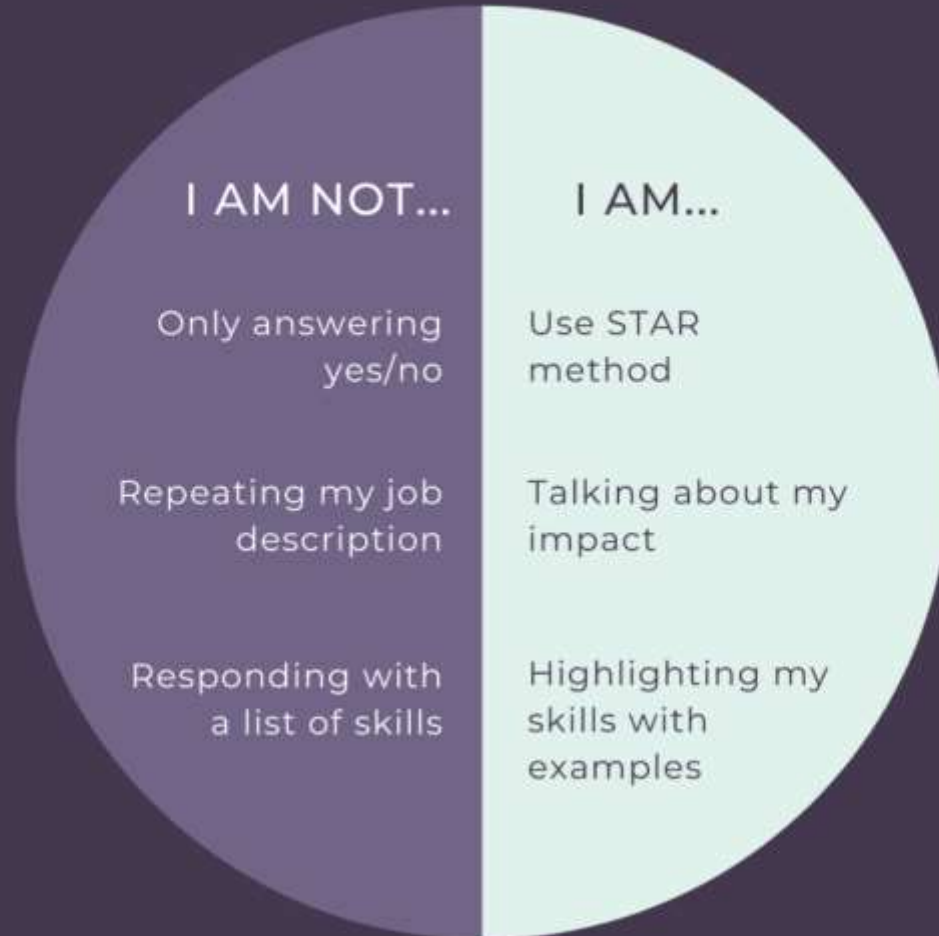 I AM NOT...
Only answering
yes/no
Repeating my job
description
Responding with
a list of skills
I AM...
Use STAR
method
Talking about my
impact
Highlighting my
skills with
examples